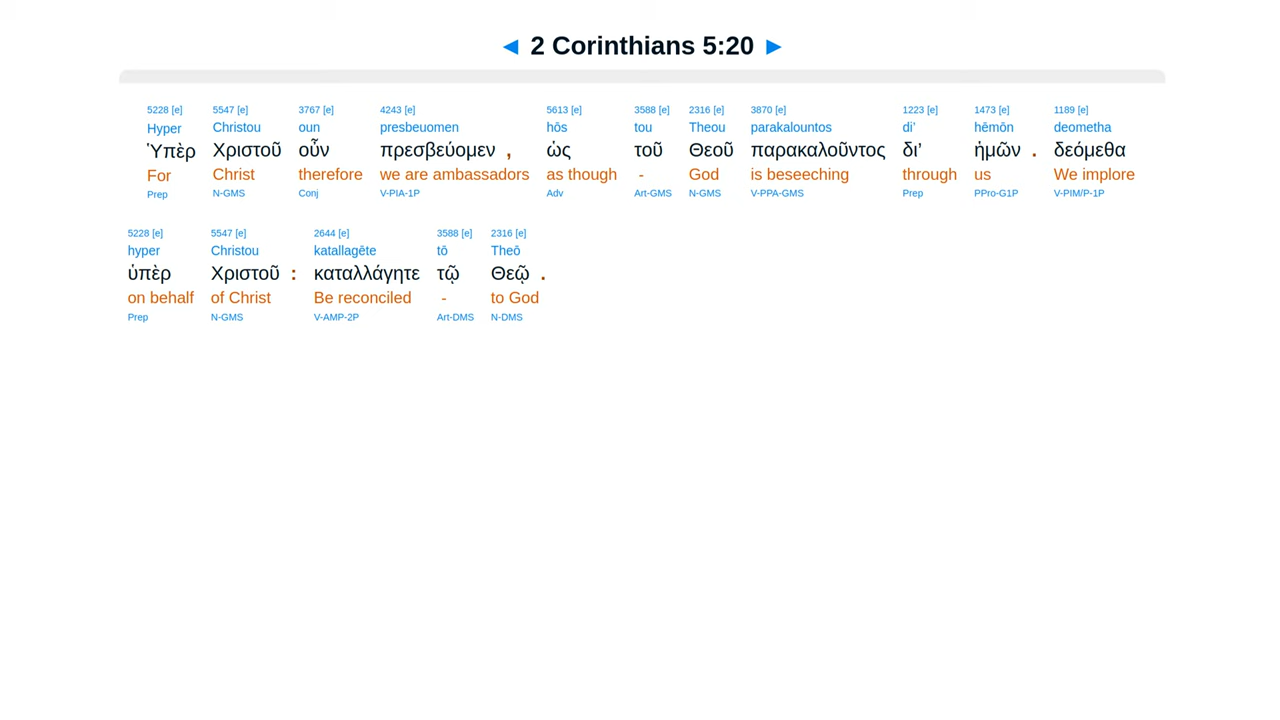 ◄ 2 Corinthians 5:20 ►
5228 [e] 5547 [e] 3767 [e] 4243 [e] 5613 [e] 3588 [e] 2316 [e] 3870 [e] 1223 [e] 1473 [e] 1189 [e]
Hyper Christou oun presbeuomen hōs tou Theou parakalountos di’ hēmōn deometha
Ὑπὲρ Χριστοῦ οὖν πρεσβεύομεν , ὡς τοῦ Θεοῦ παρακαλοῦντος δι’ ἡμῶν . δεόμεθα
For Christ therefore we are ambassadors as though - God is beseeching through us We implore
Prep N-GMS Conj V-PIA-1P Adv Art-GMS N-GMS V-PPA-GMS Prep PPro-G1P V-PIM/P-1P
5228 [e] 5547 [e] 2644 [e] 3588 [e] 2316 [e]
hyper Christou katallagēte tō Theō
ὑπὲρ Χριστοῦ : καταλλάγητε τῷ Θεῷ .
on behalf of Christ Be reconciled - to God
Prep N-GMS V-AMP-2P Art-DMS N-DMS